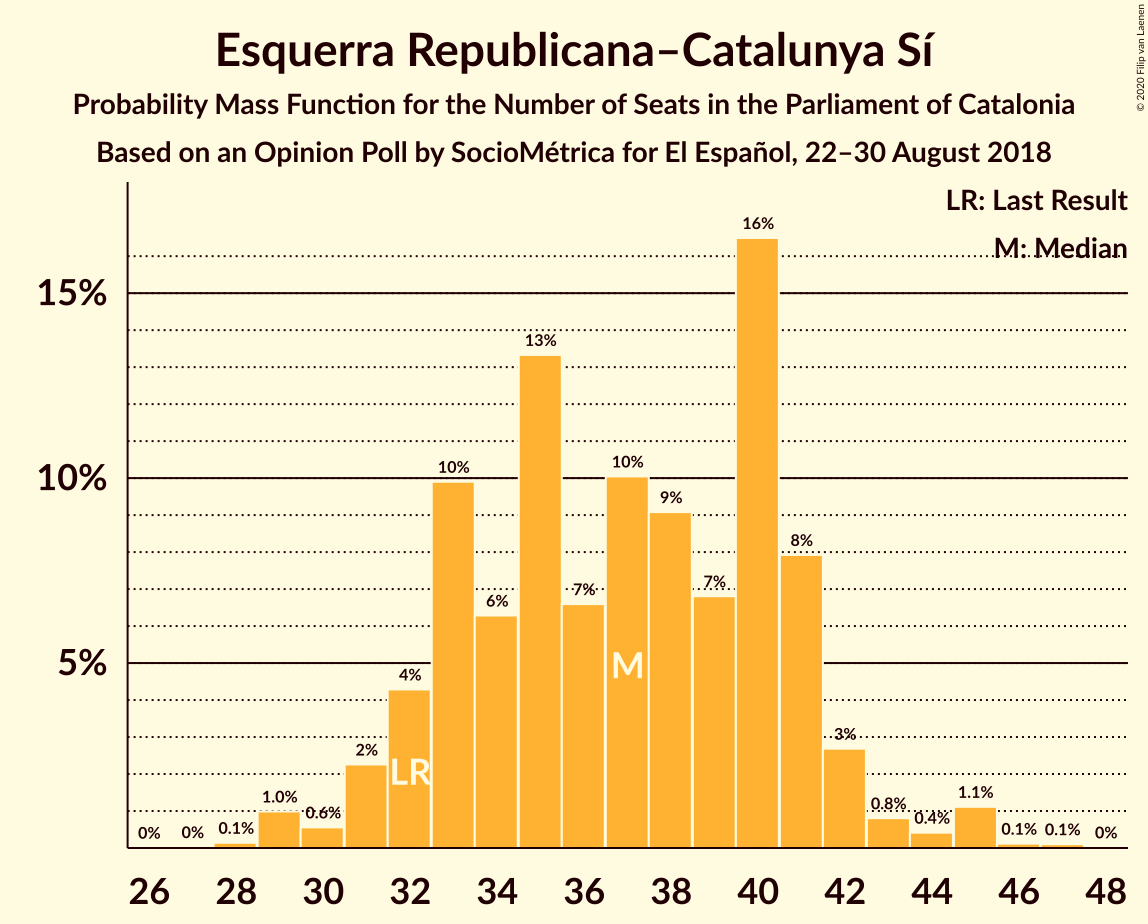 Esquerra Republicana–Catalunya Sí
Probability Mass Function for the Number of Seats in the Parliament of Catalonia
Based on an Opinion Poll by SocioMétrica for El Español, 22–30 August 2018
© 2020 Filip van Laenen
LR: Last Result
M: Median
15%
10%
5%
0%
0%
0.1%
1.0%
0.6%
2%
4%
10%
6%
13%
7%
10%
9%
7%
16%
8%
3%
0.8%
0.4%
1.1%
0.1%
0.1%
0%
LR
M
26 28 30 32 34 36 38 40 42 44 46 48